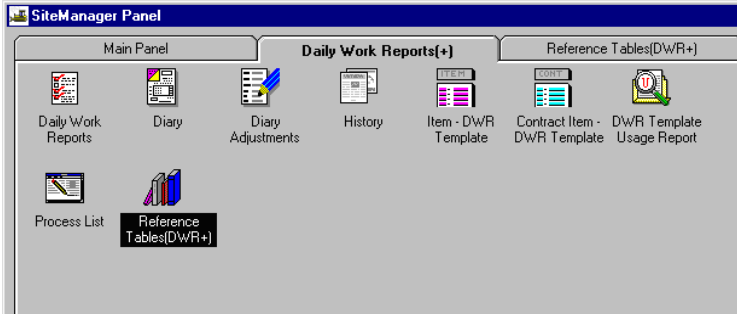 SiteManager Panel
Main Panel
Daily Work Reports(+)
Reference Tables(DWR+)
ITEM
CONT
Daily Work
Reports
Diary
Diary
Adjustments
History
Item - DWR
Template
Contract Item -
DWR Template
DWR Template
Usage Report
Process List
Reference
Tables(DWR+)